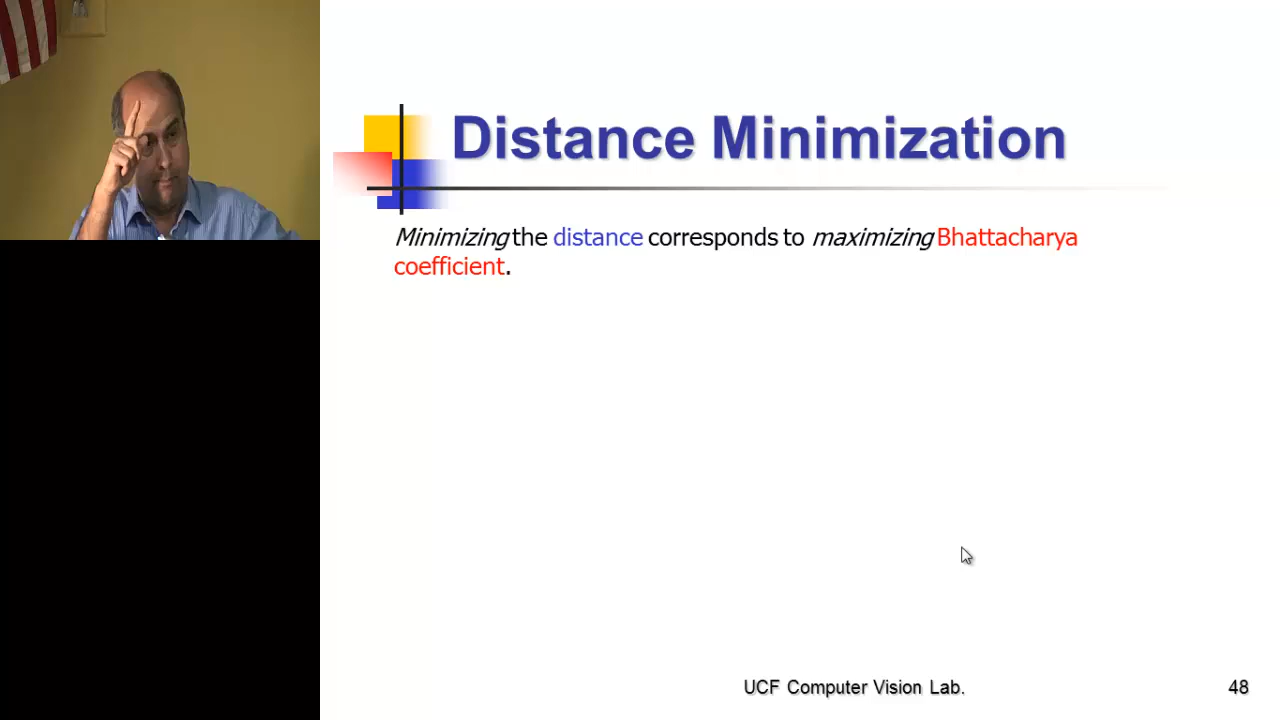 Distance Minimization
Minimizing the distance corresponds to maximizing Bhattacharya
coefficient.
UCF Computer Vision Lab.
48